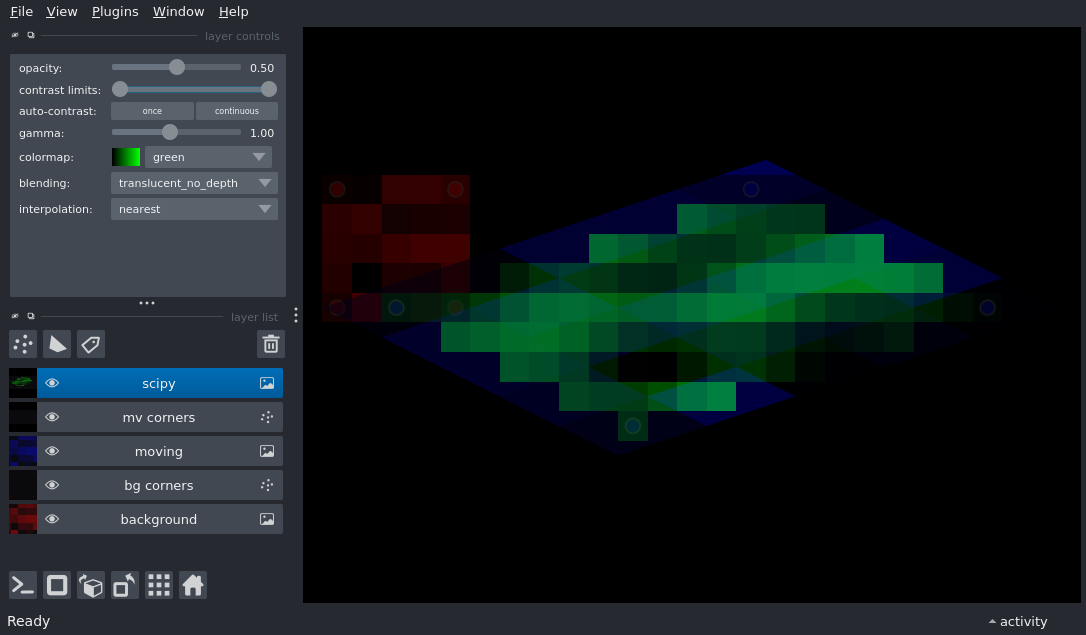 File View Plugins Window Help
layer controls
opacity: 0.50
contrast limits:
auto-contrast: once continuous
gamma: 1.00
colormap: green
blending: translucent_no_depth
interpolation: nearest
layer list
scipy
mv corners
moving
bg corners
background
Ready
activity